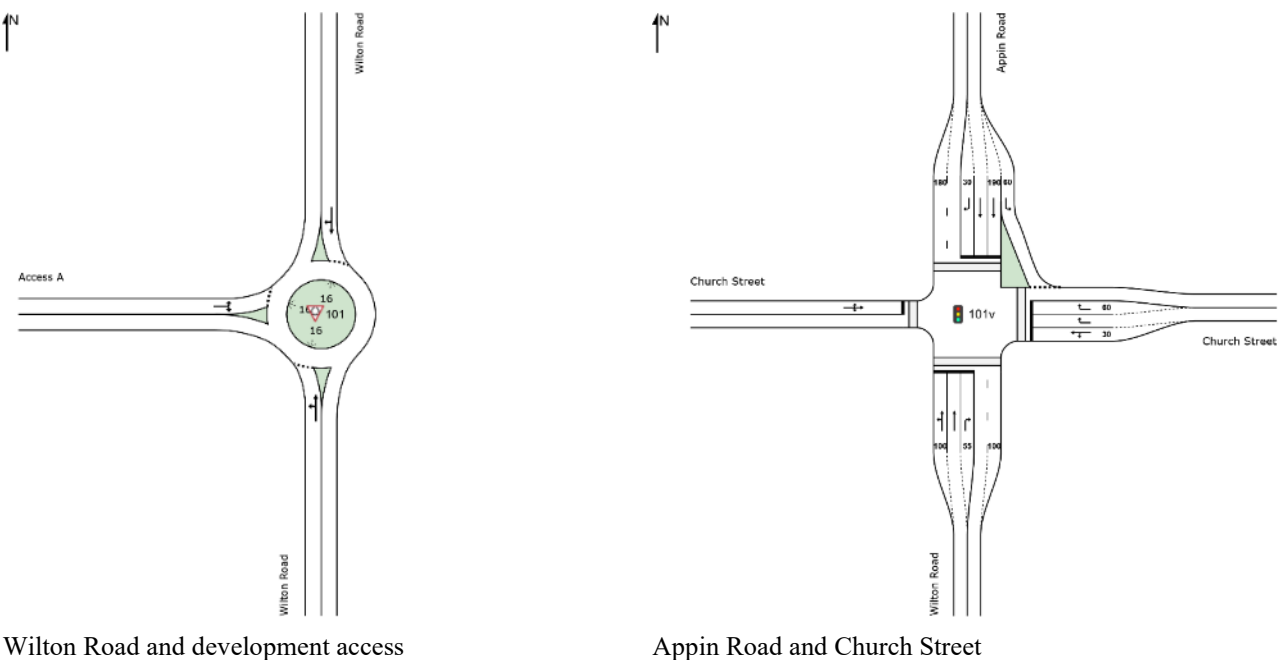 N
Wilton Road
Access A
16
16
101
16
Wilton Road
Wilton Road and development access
N
Appin Road
180
30
190
60
Church Street
101v
60
30
Church Street
100
55
100
Wilton Road
Appin Road and Church Street